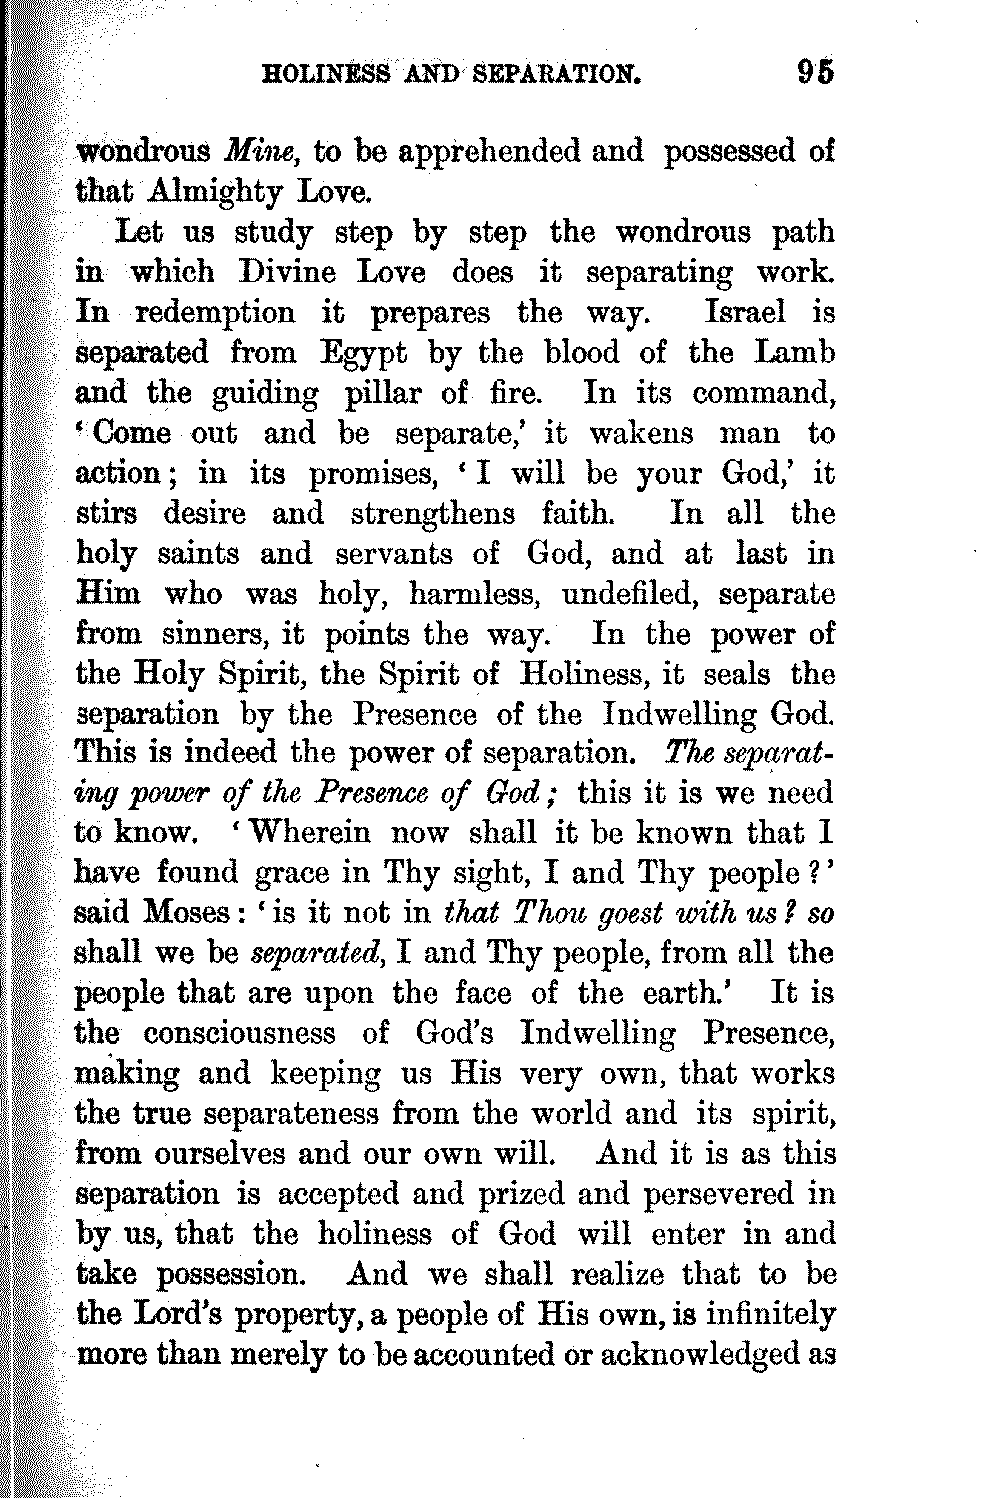 HOLINESS AND SEPARATION. 95
wondrous Mine, to be apprehended and possessed of
that Almighty Love.
Let us study step by step the wondrous path
in which Divine Love does it separating work.
In redemption it prepares the way. Israel is
separated from Egypt by the blood of the Lamb
and the guiding pillar of fire. In its command,
‘Come out and be separate,’ it wakens man to
action; in its promises, ‘I will be your God,’ it
stirs desire and strengthens faith. In all the
holy saints and servants of God, and at last in
Him who was holy, harmless, undefiled, separate
from sinners, it points the way. In the power of
the Holy Spirit, the Spirit of Holiness, it seals the
separation by the Presence of the Indwelling God.
This is indeed the power of separation. The separat-
ing power of the Presence of God; this it is we need
to know. ‘Wherein now shall it be known that I
have found grace in Thy sight, I and Thy people?’
said Moses: ‘is it not in that Thou goest with us? so
shall we be separated, I and Thy people, from all the
people that are upon the face of the earth.’ It is
the consciousness of God's Indwelling Presence,
making and keeping us His very own, that works
the true separateness from the world and its spirit,
from ourselves and our own will. And it is as this
separation is accepted and prized and persevered in
by us, that the holiness of God will enter in and
take possession. And we shall realize that to be
the Lord's property, a people of His own, is infinitely
more than merely to be accounted or acknowledged as